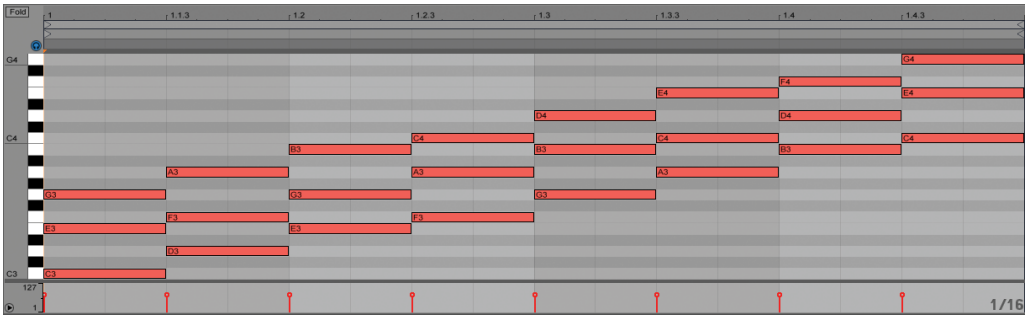 Fold
1 1.1.3 1.2 1.2.3 1.3 1.3.3 1.4 1.4.3
G4 G4
F4
E4 E4
D4 D4
C4 C4 C4 C4
B3 B3 B3
A3 A3 A3
G3 G3 G3
F3 F3
E3 E3
D3
C3 C3
127
1 1/16